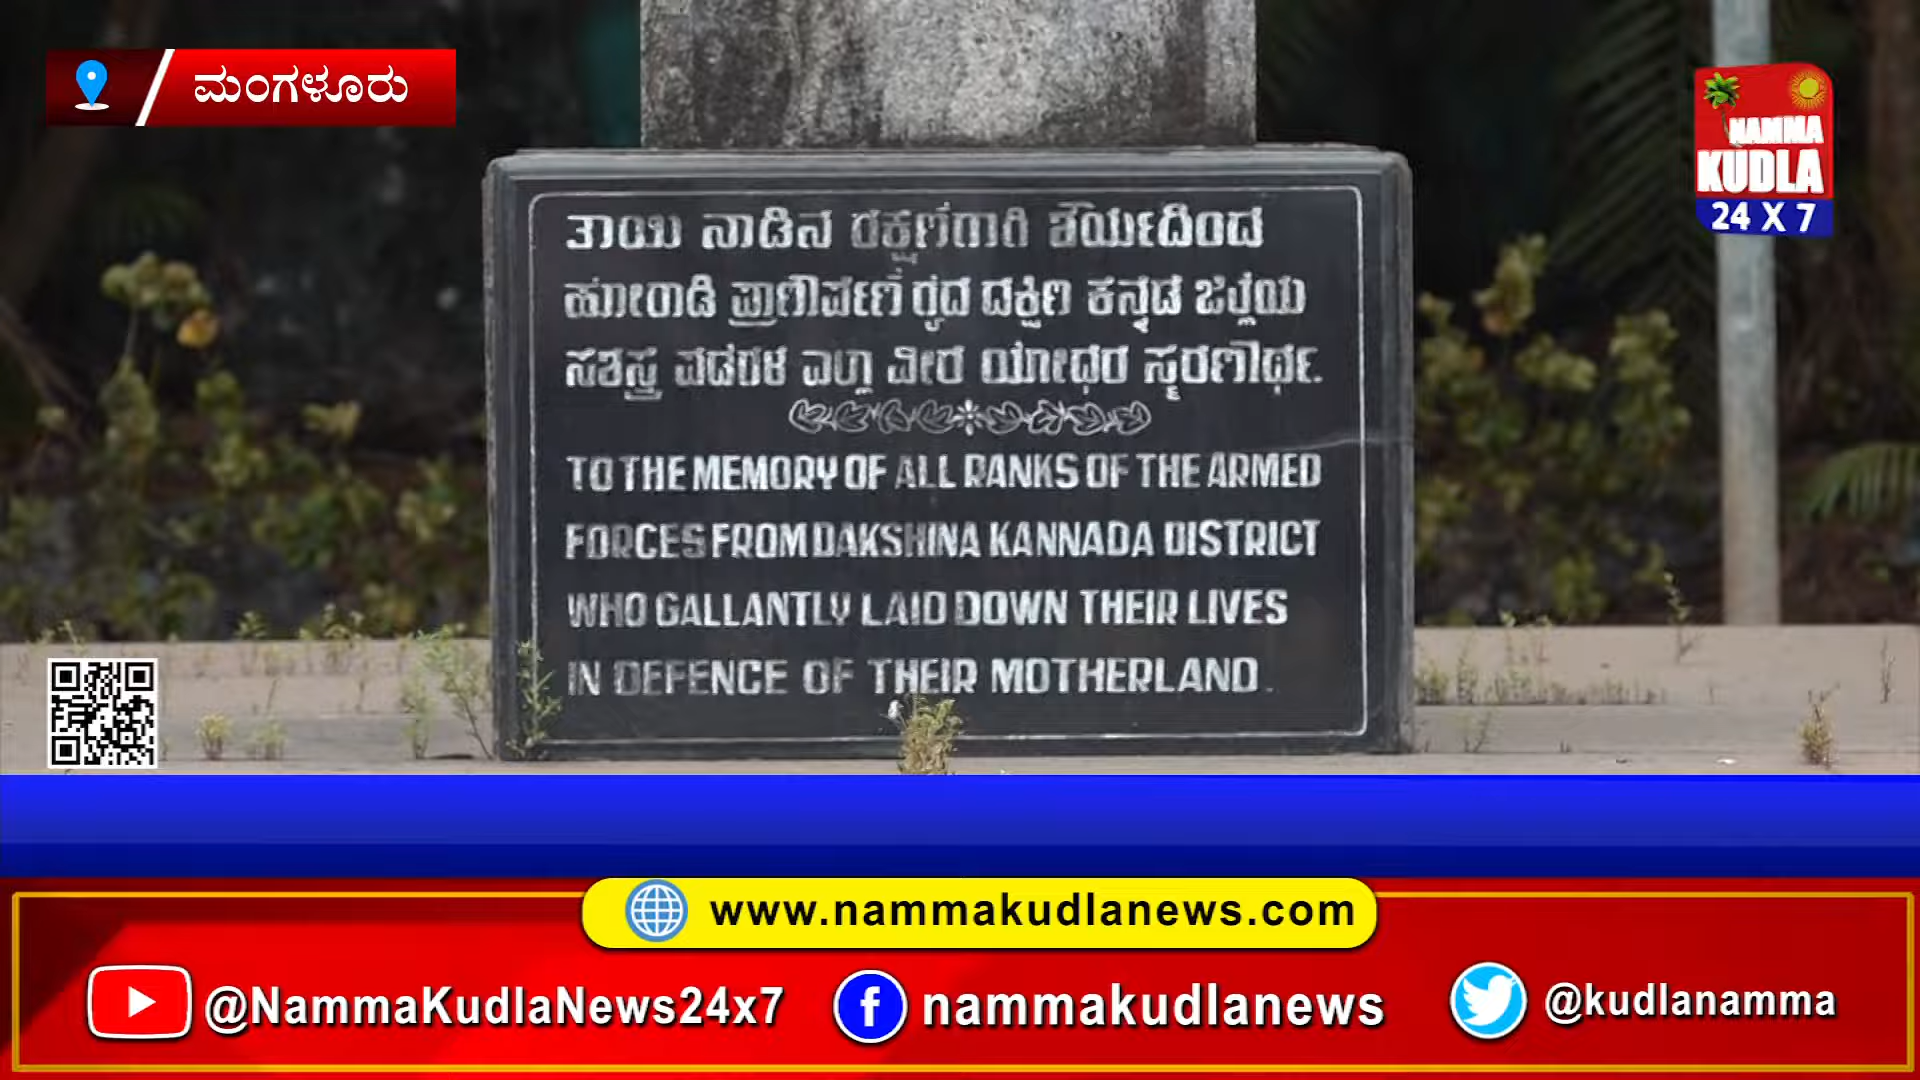 ಮಂಗಳೂರು
NAMMA
KUDLA
24 X 7
ತಾಯಿ ನಾಡಿನ ರಕ್ಷಣೆಗಾಗಿ ಶೌರ್ಯದಿಂದ
ಹೋರಾಡಿ ಪ್ರಾಣಾರ್ಪಣೆ ಗೈದ ದಕ್ಷಿಣ ಕನ್ನಡ ಜಿಲ್ಲೆಯ
ಸಶಸ್ತ್ರ ಪಡೆಗಳ ಎಲ್ಲಾ ವೀರ ಯೋಧರ ಸ್ಮರಣಾರ್ಥ.
TO THE MEMORY OF ALL RANKS OF THE ARMED
FORCES FROM DAKSHINA KANNADA DISTRICT
WHO GALLANTLY LAID DOWN THEIR LIVES
IN DEFENCE OF THEIR MOTHERLAND.
www.nammakudlanews.com
@NammaKudlaNews24x7
nammakudlanews
@kudlanamma